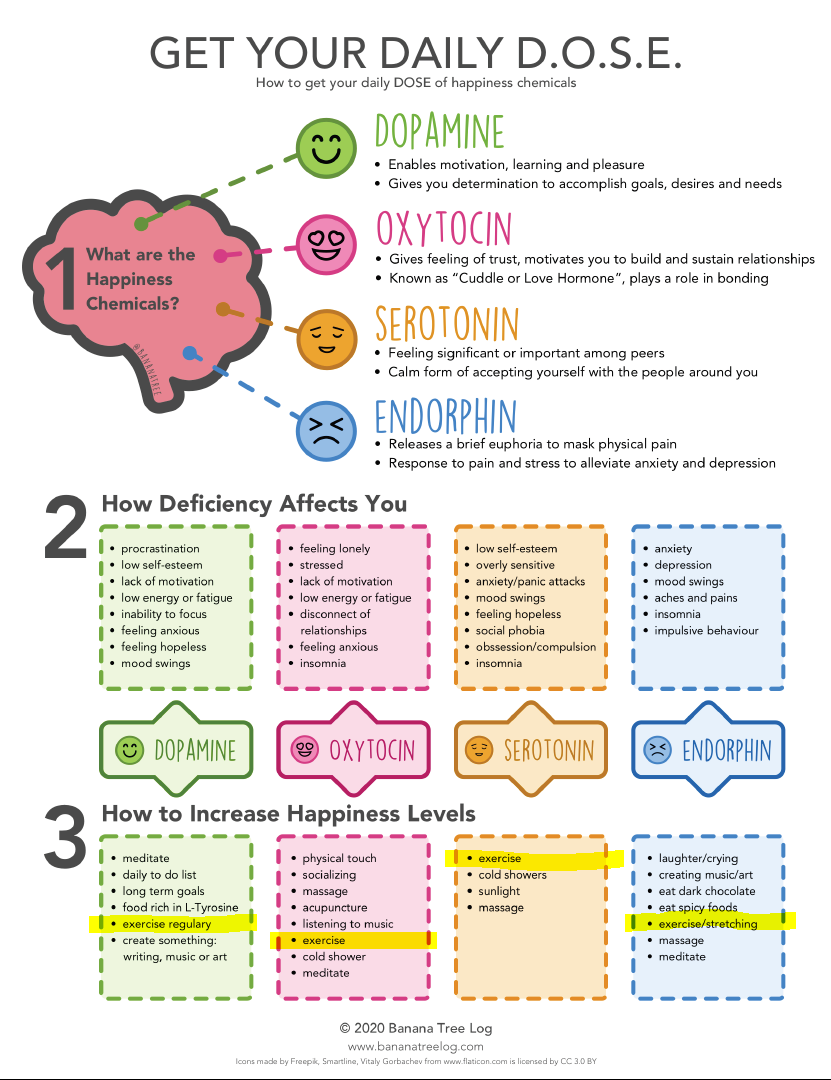 GET YOUR DAILY D.O.S.E.
How to get your daily DOSE of happiness chemicals
1
What are the
Happiness
Chemicals?
@BANANATREE
DOPAMINE
• Enables motivation, learning and pleasure
• Gives you determination to accomplish goals, desires and needs
OXYTOCIN
• Gives feeling of trust, motivates you to build and sustain relationships
• Known as “Cuddle or Love Hormone”, plays a role in bonding
SEROTONIN
• Feeling significant or important among peers
• Calm form of accepting yourself with the people around you
ENDORPHIN
• Releases a brief euphoria to mask physical pain
• Response to pain and stress to alleviate anxiety and depression
2
How Deficiency Affects You
• procrastination
• low self-esteem
• lack of motivation
• low energy or fatigue
• inability to focus
• feeling anxious
• feeling hopeless
• mood swings
• feeling lonely
• stressed
• lack of motivation
• low energy or fatigue
• disconnect of
relationships
• feeling anxious
• insomnia
• low self-esteem
• overly sensitive
• anxiety/panic attacks
• mood swings
• feeling hopeless
• social phobia
• obssession/compulsion
• insomnia
• anxiety
• depression
• mood swings
• aches and pains
• insomnia
• impulsive behaviour
DOPAMINE
OXYTOCIN
SEROTONIN
ENDORPHIN
3
How to Increase Happiness Levels
• meditate
• daily to do list
• long term goals
• food rich in L-Tyrosine
• exercise regulary
• create something:
writing, music or art
• physical touch
• socializing
• massage
• acupuncture
• listening to music
• exercise
• cold shower
• meditate
• exercise
• cold showers
• sunlight
• massage
• laughter/crying
• creating music/art
• eat dark chocolate
• eat spicy foods
• exercise/stretching
• massage
• meditate
© 2020 Banana Tree Log
www.bananatreelog.com
Icons made by Freepik, Smartline, Vitaly Gorbachev from www.flaticon.com is licensed by CC 3.0 BY